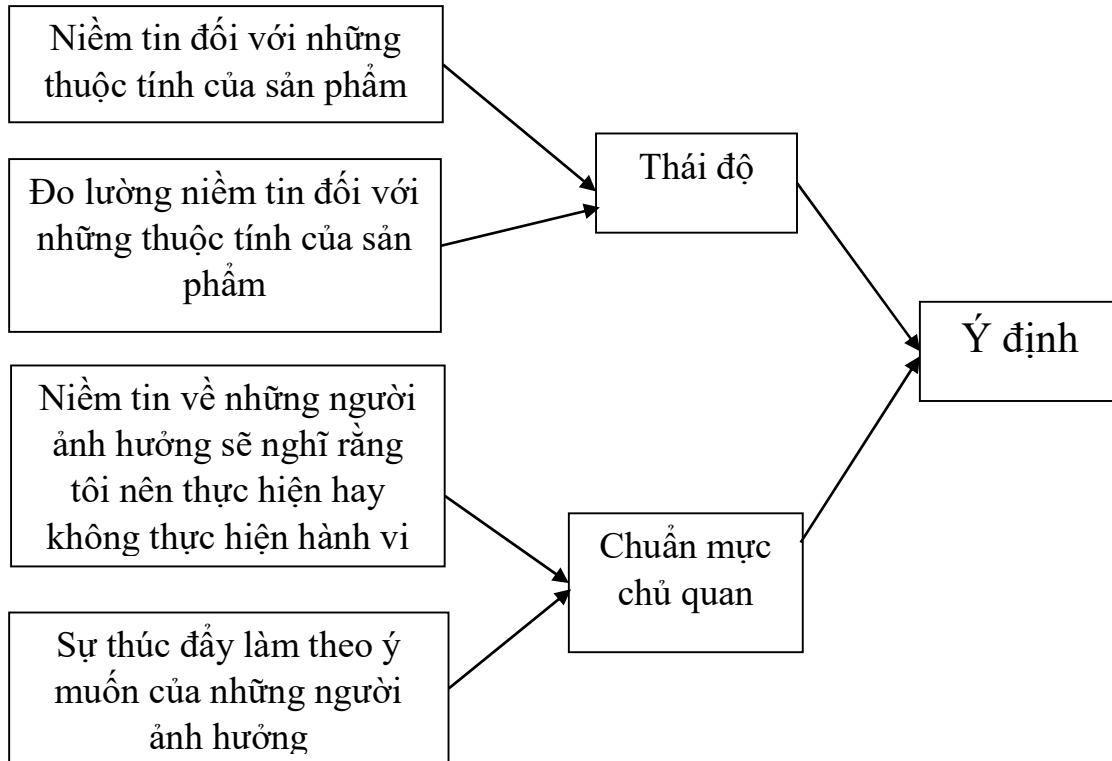 Niềm tin đối với những
thuộc tính của sản phẩm
Đo lường niềm tin đối với
những thuộc tính của sản
phẩm
Niềm tin về những người
ảnh hưởng sẽ nghĩ rằng
tôi nên thực hiện hay
không thực hiện hành vi
Sự thúc đẩy làm theo ý
muốn của những người
ảnh hưởng
Thái độ
Chuẩn mực
chủ quan
Ý định